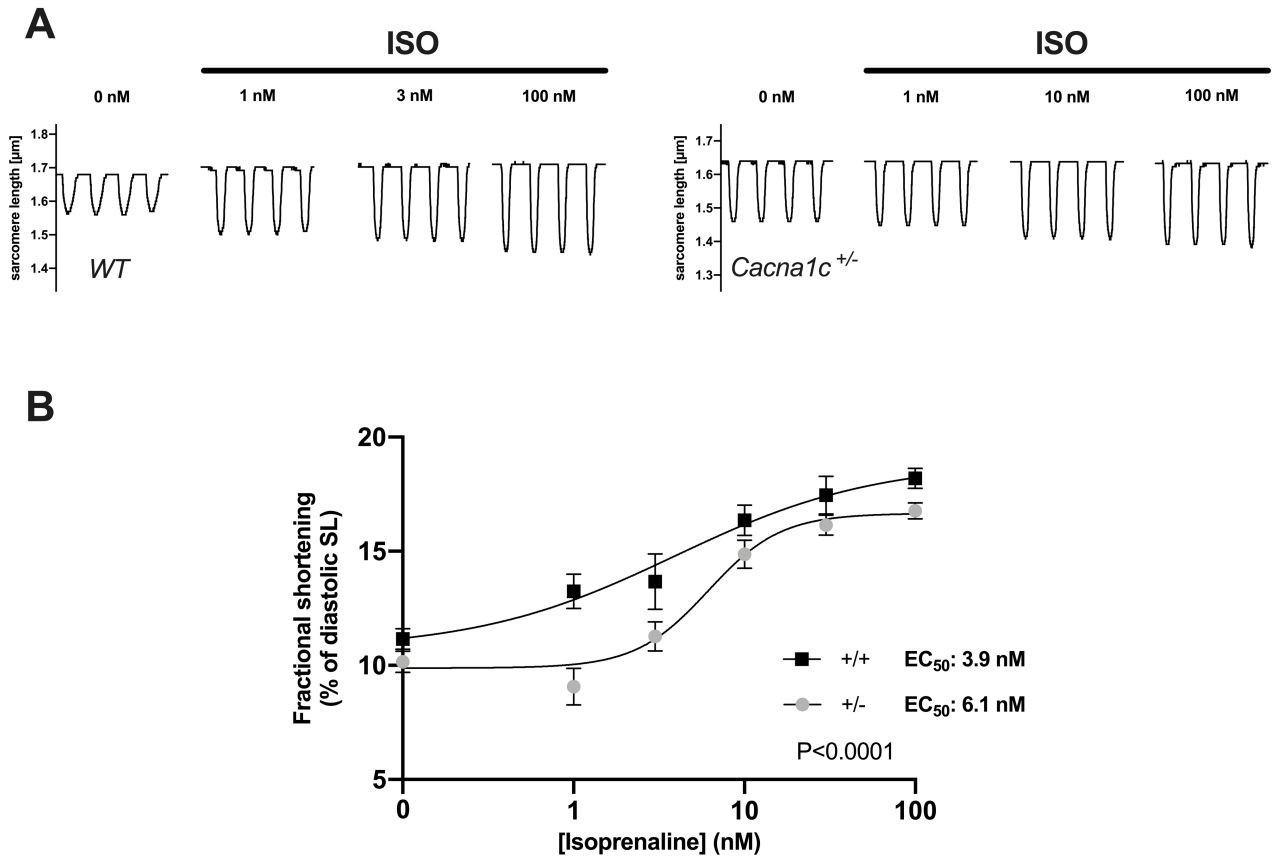 A
ISO
ISO
0 nM
1 nM
3 nM
100 nM
0 nM
1 nM
10 nM
100 nM
sarcomere length [µm]
1.8
1.7
1.6
1.5
1.4
WT
sarcomere length [µm]
1.7
1.6
1.5
1.4
1.3
Cacna1c +/-
B
Fractional shortening
(% of diastolic SL)
20
15
10
5
0
1
10
100
[Isoprenaline] (nM)
+/+ EC50: 3.9 nM
+/- EC50: 6.1 nM
P<0.0001